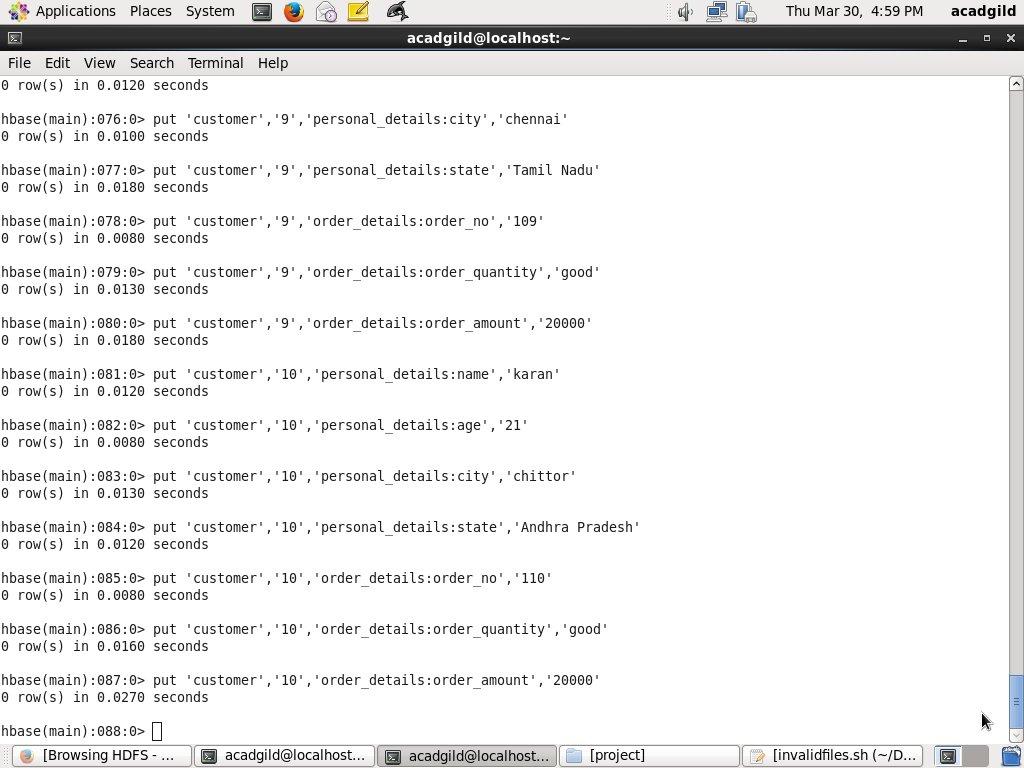 Applications Places System Thu Mar 30, 4:59 PM acadgild
acadgild@localhost:~
File Edit View Search Terminal Help
0 row(s) in 0.0120 seconds
hbase(main):076:0> put 'customer','9','personal_details:city','chennai'
0 row(s) in 0.0100 seconds
hbase(main):077:0> put 'customer','9','personal_details:state','Tamil Nadu'
0 row(s) in 0.0180 seconds
hbase(main):078:0> put 'customer','9','order_details:order_no','109'
0 row(s) in 0.0080 seconds
hbase(main):079:0> put 'customer','9','order_details:order_quantity','good'
0 row(s) in 0.0130 seconds
hbase(main):080:0> put 'customer','9','order_details:order_amount','20000'
0 row(s) in 0.0180 seconds
hbase(main):081:0> put 'customer','10','personal_details:name','karan'
0 row(s) in 0.0120 seconds
hbase(main):082:0> put 'customer','10','personal_details:age','21'
0 row(s) in 0.0080 seconds
hbase(main):083:0> put 'customer','10','personal_details:city','chittor'
0 row(s) in 0.0130 seconds
hbase(main):084:0> put 'customer','10','personal_details:state','Andhra Pradesh'
0 row(s) in 0.0120 seconds
hbase(main):085:0> put 'customer','10','order_details:order_no','110'
0 row(s) in 0.0080 seconds
hbase(main):086:0> put 'customer','10','order_details:order_quantity','good'
0 row(s) in 0.0160 seconds
hbase(main):087:0> put 'customer','10','order_details:order_amount','20000'
0 row(s) in 0.0270 seconds
hbase(main):088:0>
[Browsing HDFS - ... acadgild@localhost... acadgild@localhost... [project] [invalidfiles.sh (~/D...